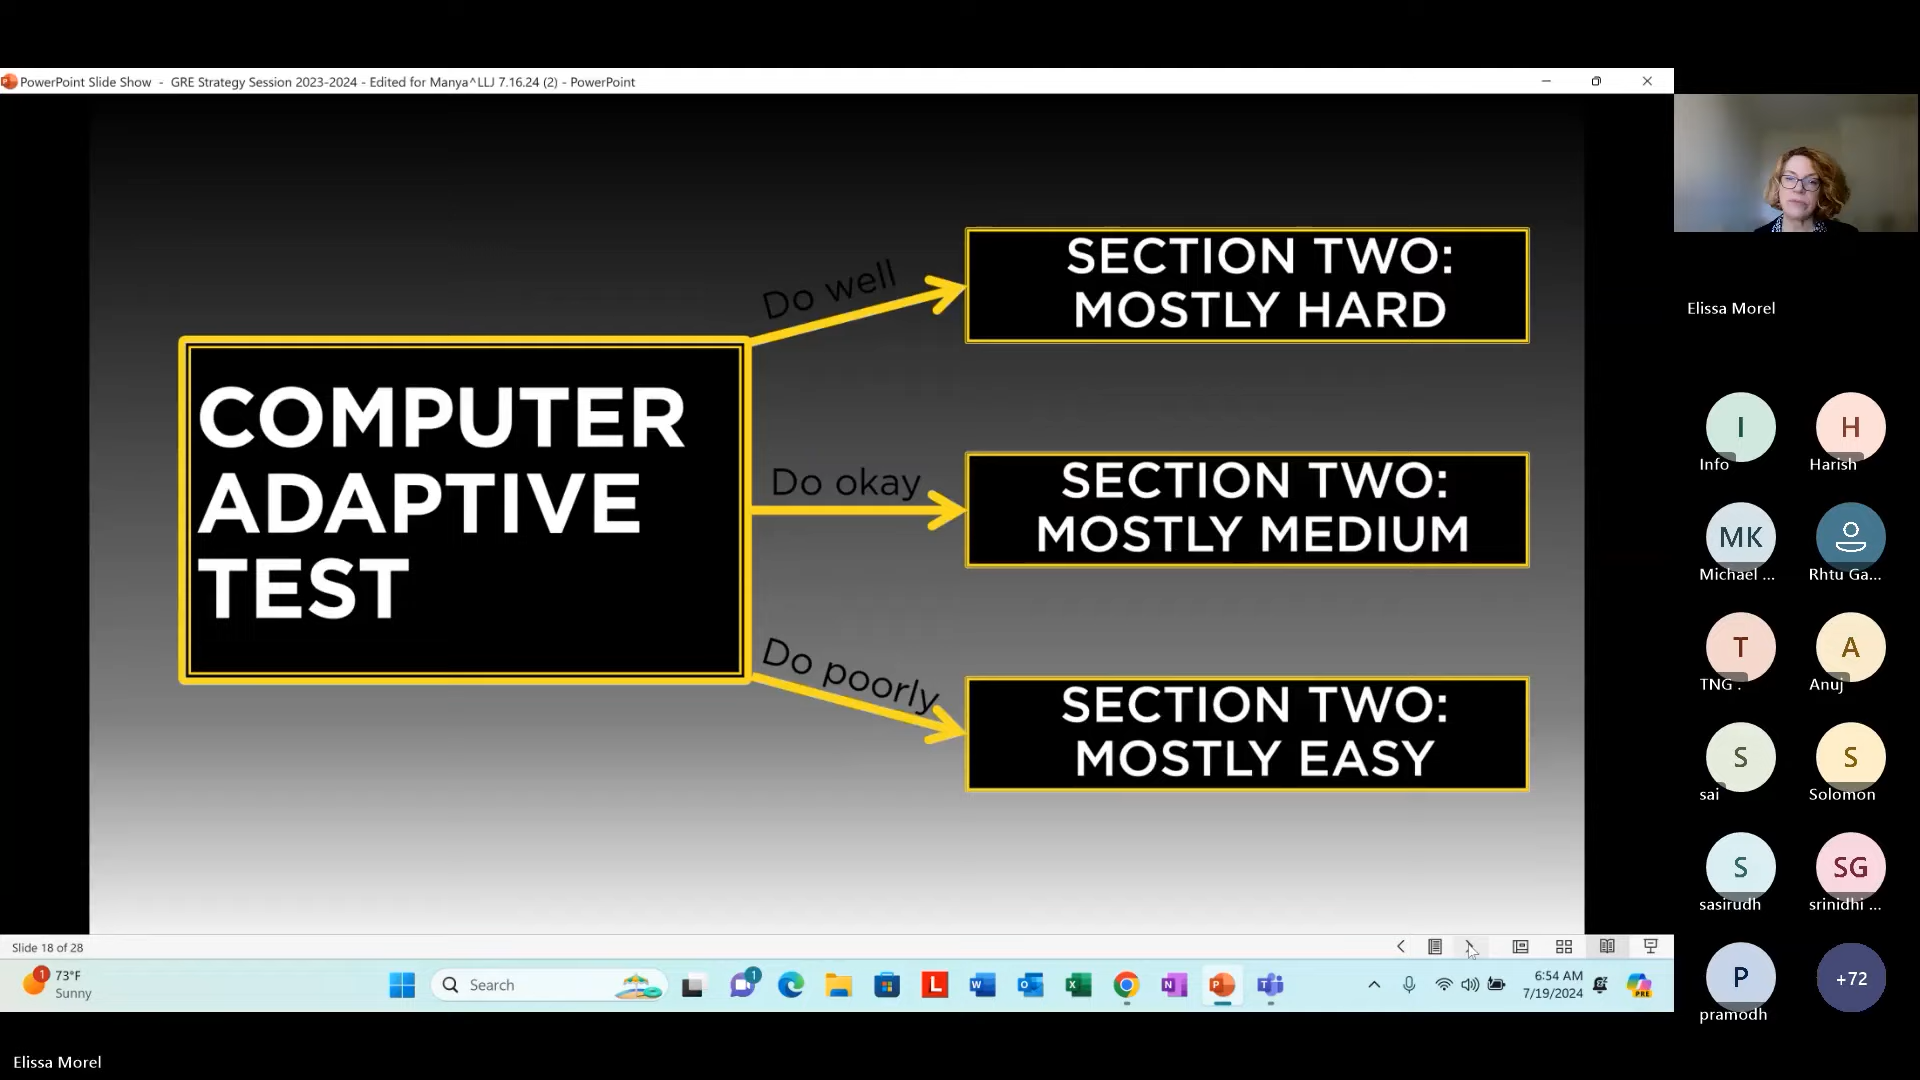 PowerPoint Slide Show - GRE Strategy Session 2023-2024 - Edited for Manya^LLJ 7.16.24 (2) - PowerPoint
COMPUTER
ADAPTIVE
TEST
Do well
SECTION TWO:
MOSTLY HARD
Do okay
SECTION TWO:
MOSTLY MEDIUM
Do poorly
SECTION TWO:
MOSTLY EASY
Elissa Morel
I
Info
H
Harish
MK
Michael ...
Rhtu Ga...
T
TNG .
A
Anuj
S
sai
S
Solomon
S
sasirudh
SG
srinidhi ...
P
pramodh
+72
Slide 18 of 28
1
73°F
Sunny
Search
1
L
W
O
X
N
P
T
6:54 AM
7/19/2024
PRE
Elissa Morel